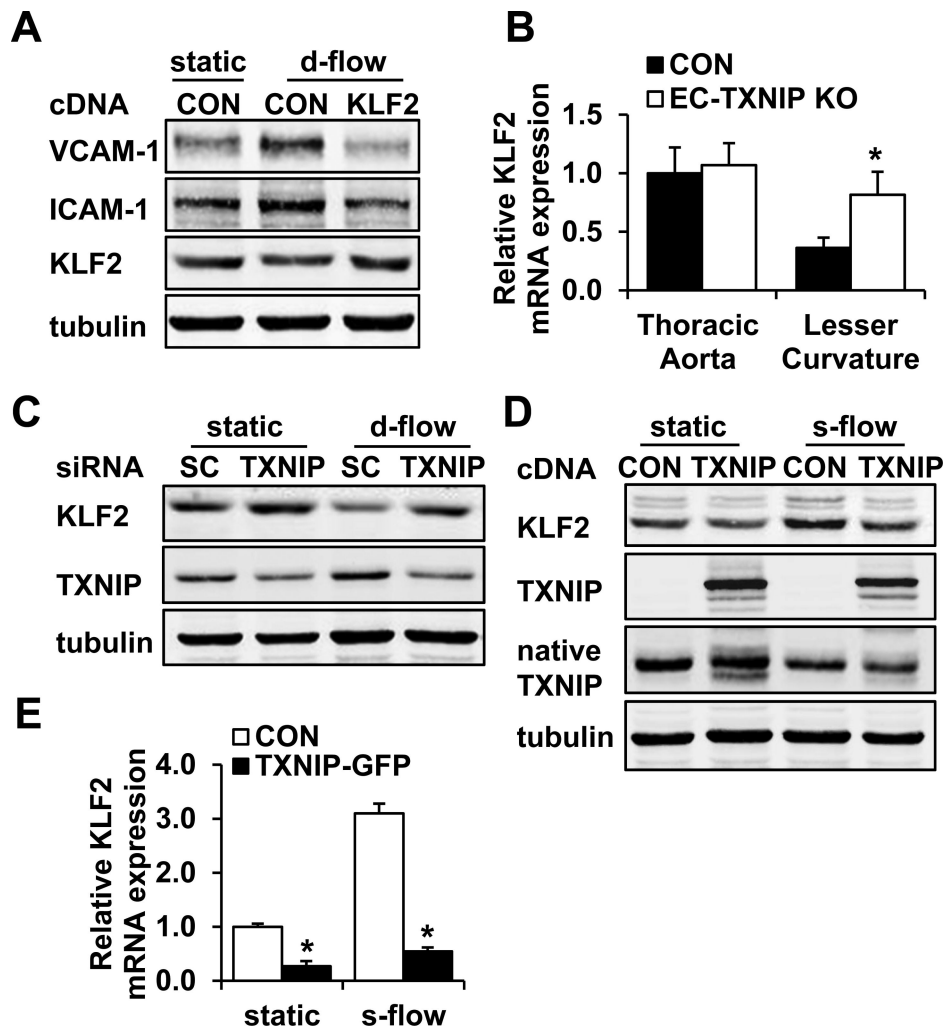 A
static d-flow
cDNA CON CON KLF2
VCAM-1
ICAM-1
KLF2
tubulin
B
CON
EC-TXNIP KO
Relative KLF2
mRNA expression
1.5
1.0
*
0.5
0.0
Thoracic
Aorta
Lesser
Curvature
C
static d-flow
siRNA SC TXNIP SC TXNIP
KLF2
TXNIP
tubulin
D
static s-flow
cDNA CON TXNIP CON TXNIP
KLF2
TXNIP
native
TXNIP
tubulin
E
CON
TXNIP-GFP
Relative KLF2
mRNA expression
4.0
3.0
2.0
1.0
0.0
*
*
static s-flow